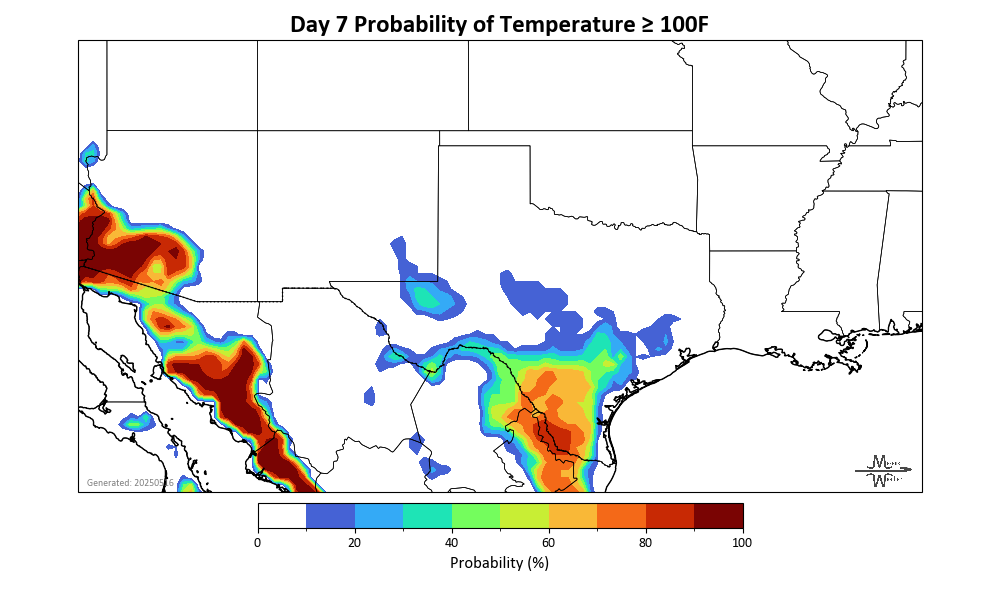 Day 7 Probability of Temperature ≥ 100F
Generated: 20250516
0 20 40 60 80 100
Probability (%)